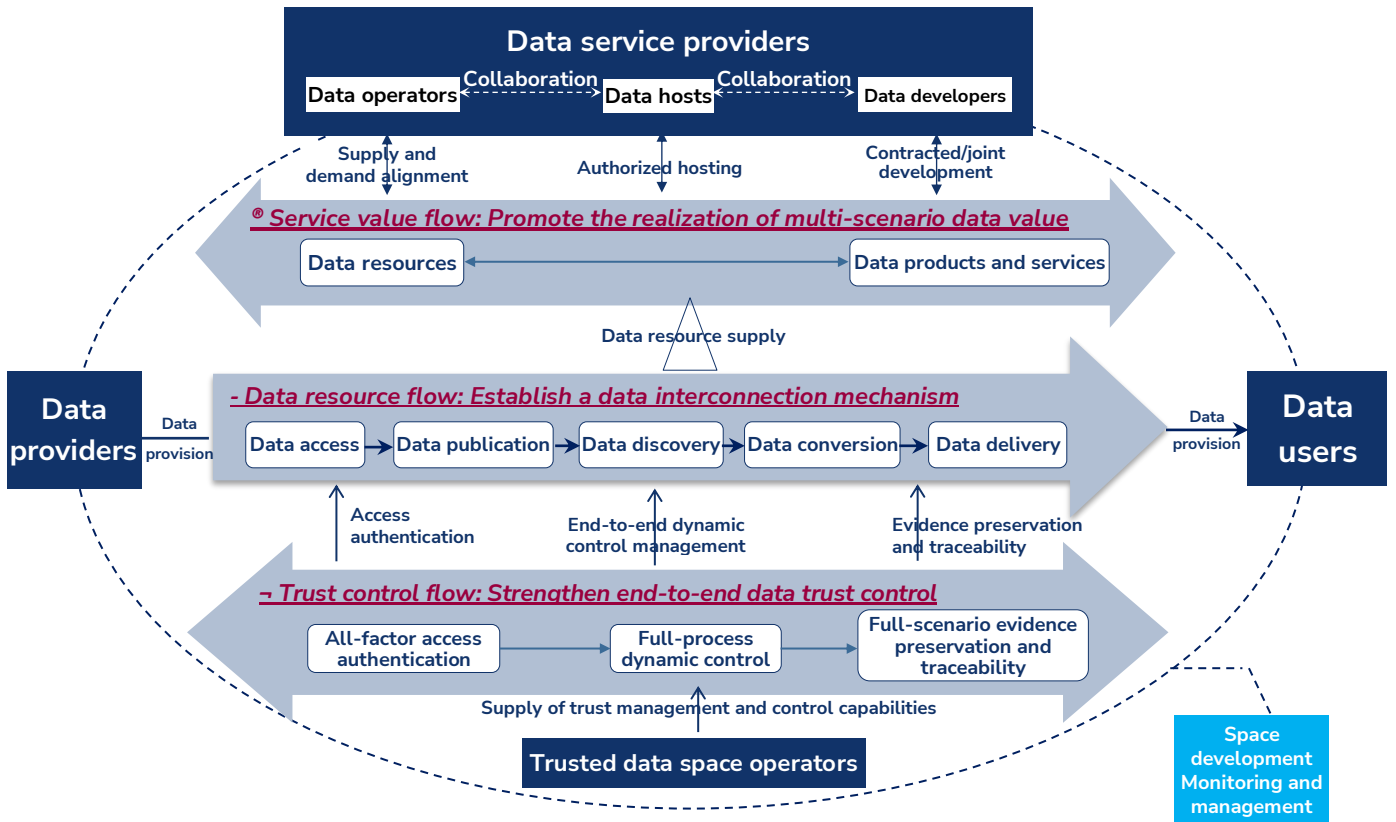 Data service providers
Collaboration
Collaboration
Data operators
Data hosts
Data developers
Supply and
demand alignment
Authorized hosting
Contracted/joint
development
® Service value flow: Promote the realization of multi-scenario data value
Data resources
Data products and services
Data resource supply
Data
providers
Data
provision
- Data resource flow: Establish a data interconnection mechanism
Data access
Data publication
Data discovery
Data conversion
Data delivery
Data
provision
Data
users
Access
authentication
End-to-end dynamic
control management
Evidence preservation
and traceability
¬ Trust control flow: Strengthen end-to-end data trust control
All-factor access
authentication
Full-process
dynamic control
Full-scenario evidence
preservation and
traceability
Supply of trust management and control capabilities
Trusted data space operators
Space
development
Monitoring and
management